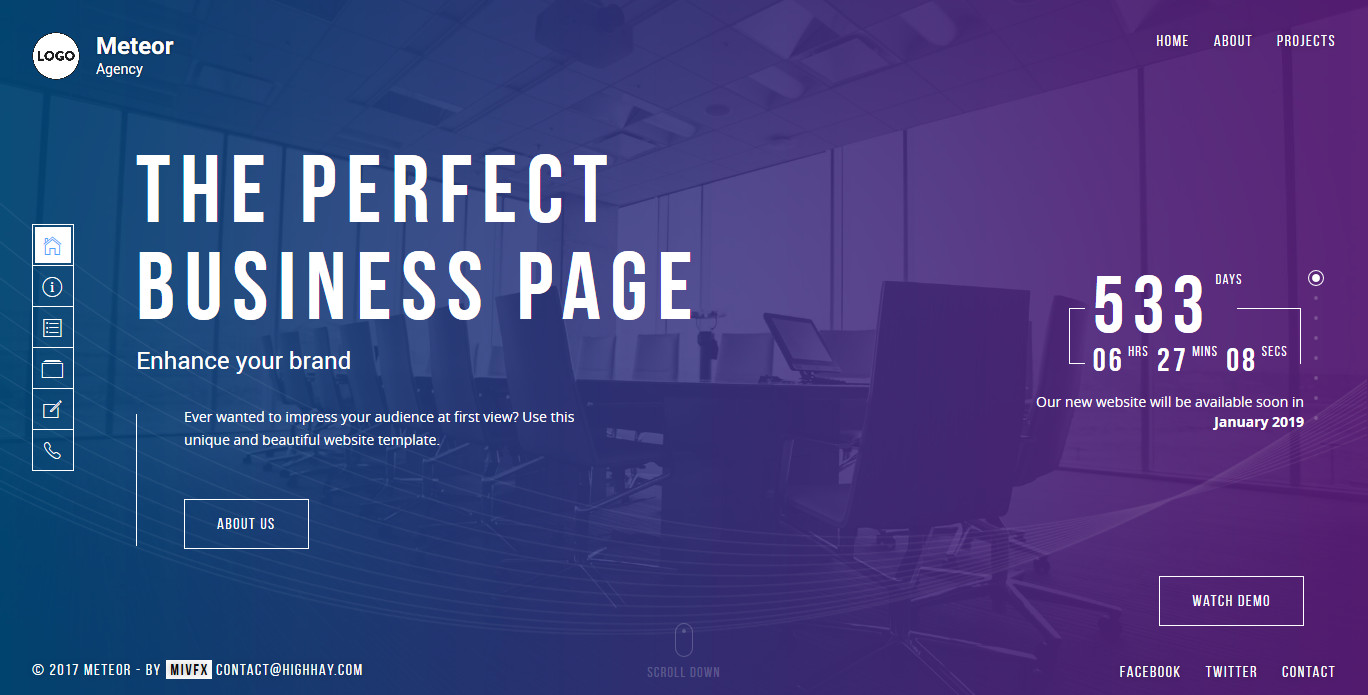 LOGO
Meteor
Agency
HOME ABOUT PROJECTS
THE PERFECT
BUSINESS PAGE
Enhance your brand
Ever wanted to impress your audience at first view? Use this
unique and beautiful website template.
ABOUT US
533 DAYS
06 HRS 27 MINS 08 SECS
Our new website will be available soon in
January 2019
WATCH DEMO
SCROLL DOWN
© 2017 METEOR - BY MIVFX CONTACT@HIGHHAY.COM
FACEBOOK TWITTER CONTACT